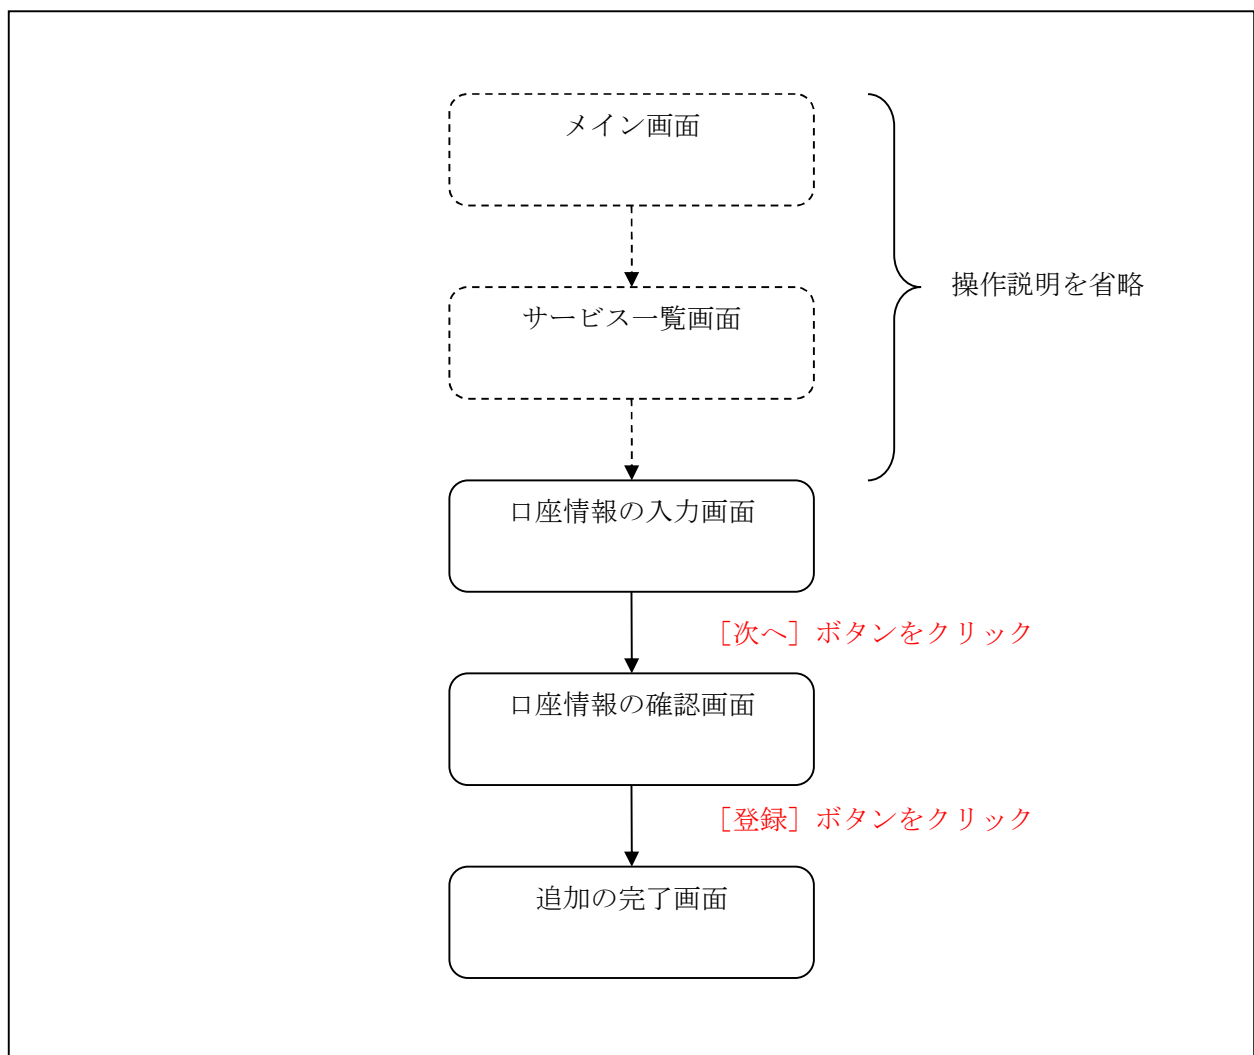 メイン画面
サービス一覧画面
操作説明を省略
口座情報の入力画面
［次へ］ボタンをクリック
口座情報の確認画面
［登録］ボタンをクリック
追加の完了画面